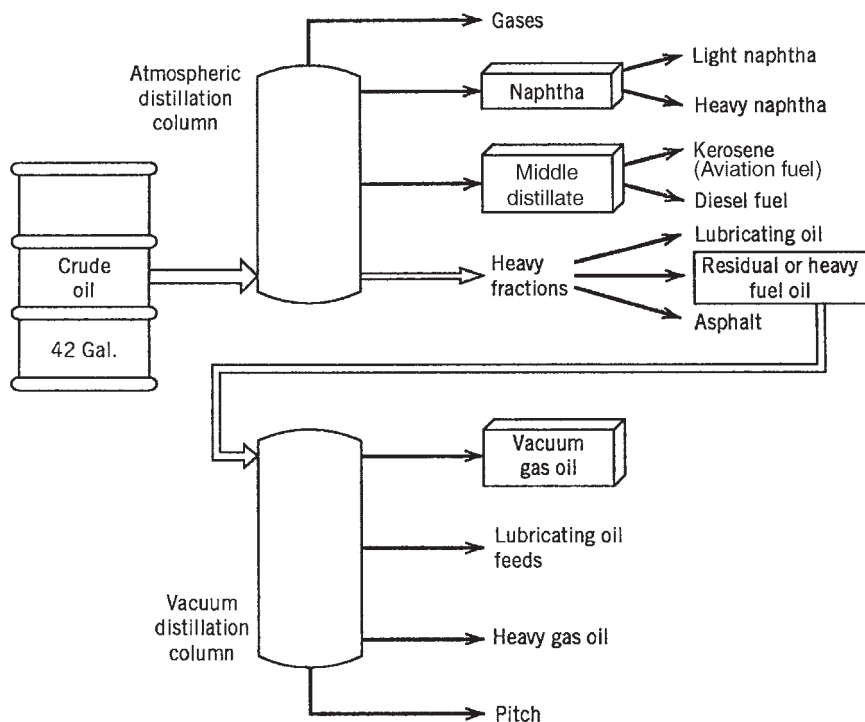 Gases
Atmospheric
distillation
column
Naphtha
Light naphtha
Heavy naphtha
Middle
distillate
Kerosene
(Aviation fuel)
Diesel fuel
Crude
oil
42 Gal.
Heavy
fractions
Lubricating oil
Residual or heavy
fuel oil
Asphalt
Vacuum
gas oil
Lubricating oil
feeds
Vacuum
distillation
column
Heavy gas oil
Pitch